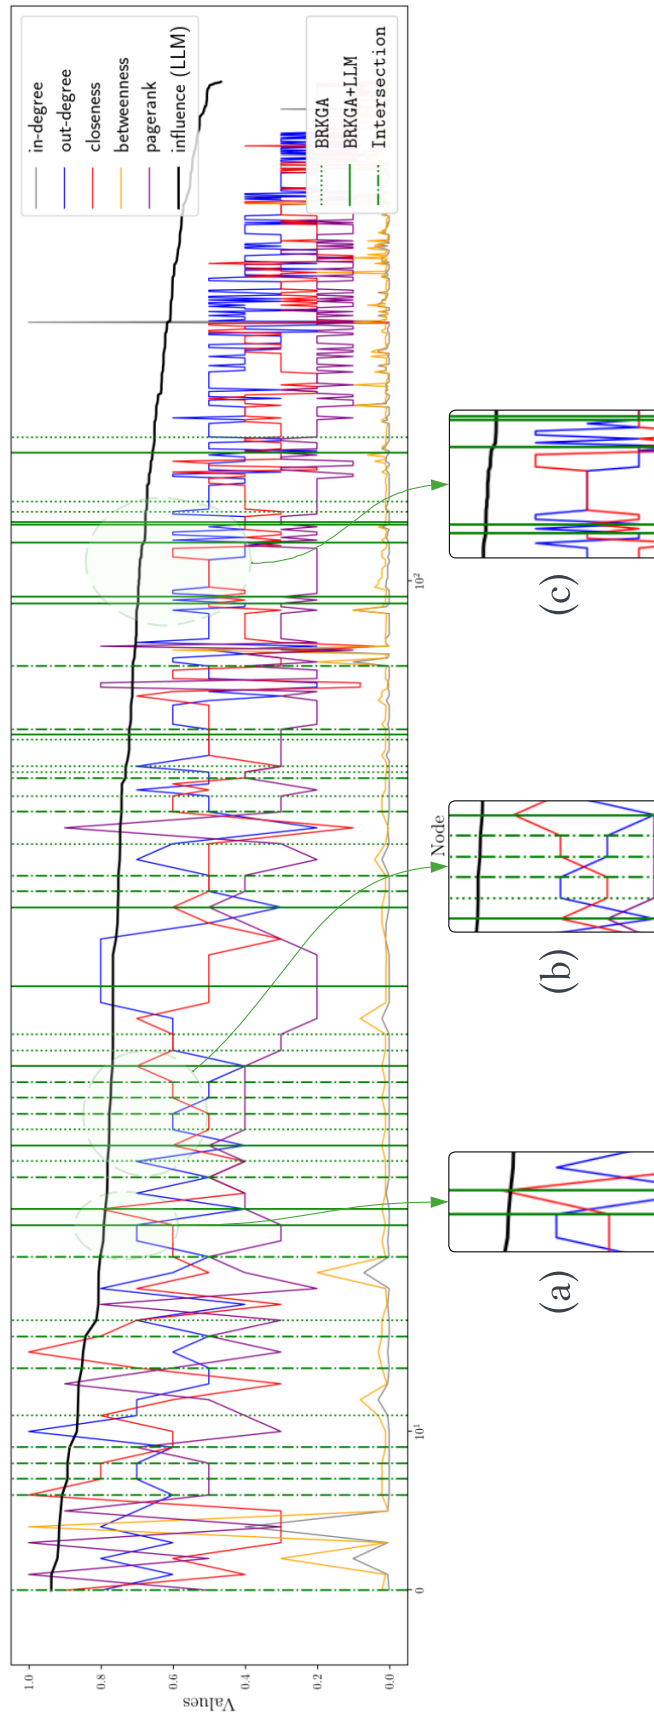 in-degree
out-degree
closeness
betweenness
pagerank
influence (LLM)
BRKGA
BRKGA+LLM
Intersection
Values
1.0
0.8
0.6
0.4
0.2
0.0
0
10¹
10²
Node
(a)
(b)
(c)